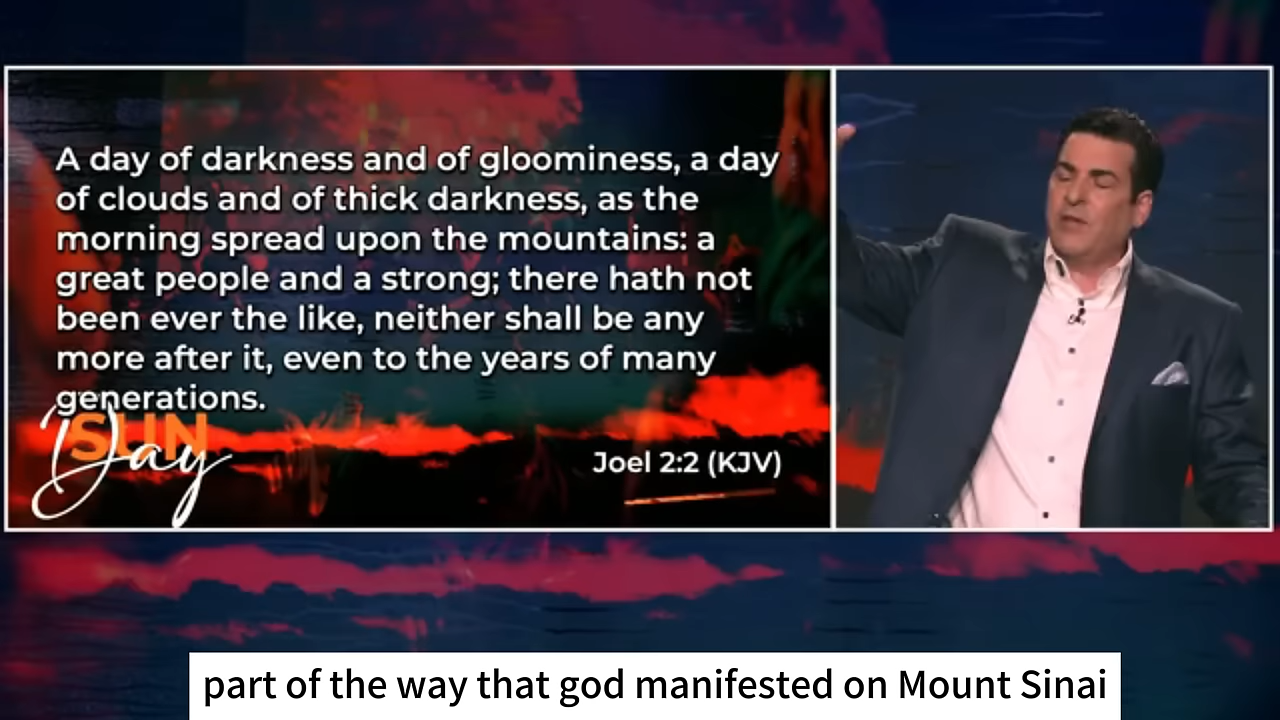 A day of darkness and of gloominess, a day
of clouds and of thick darkness, as the
morning spread upon the mountains: a
great people and a strong; there hath not
been ever the like, neither shall be any
more after it, even to the years of many
generations.
SUN
Day
Joel 2:2 (KJV)
part of the way that god manifested on Mount Sinai